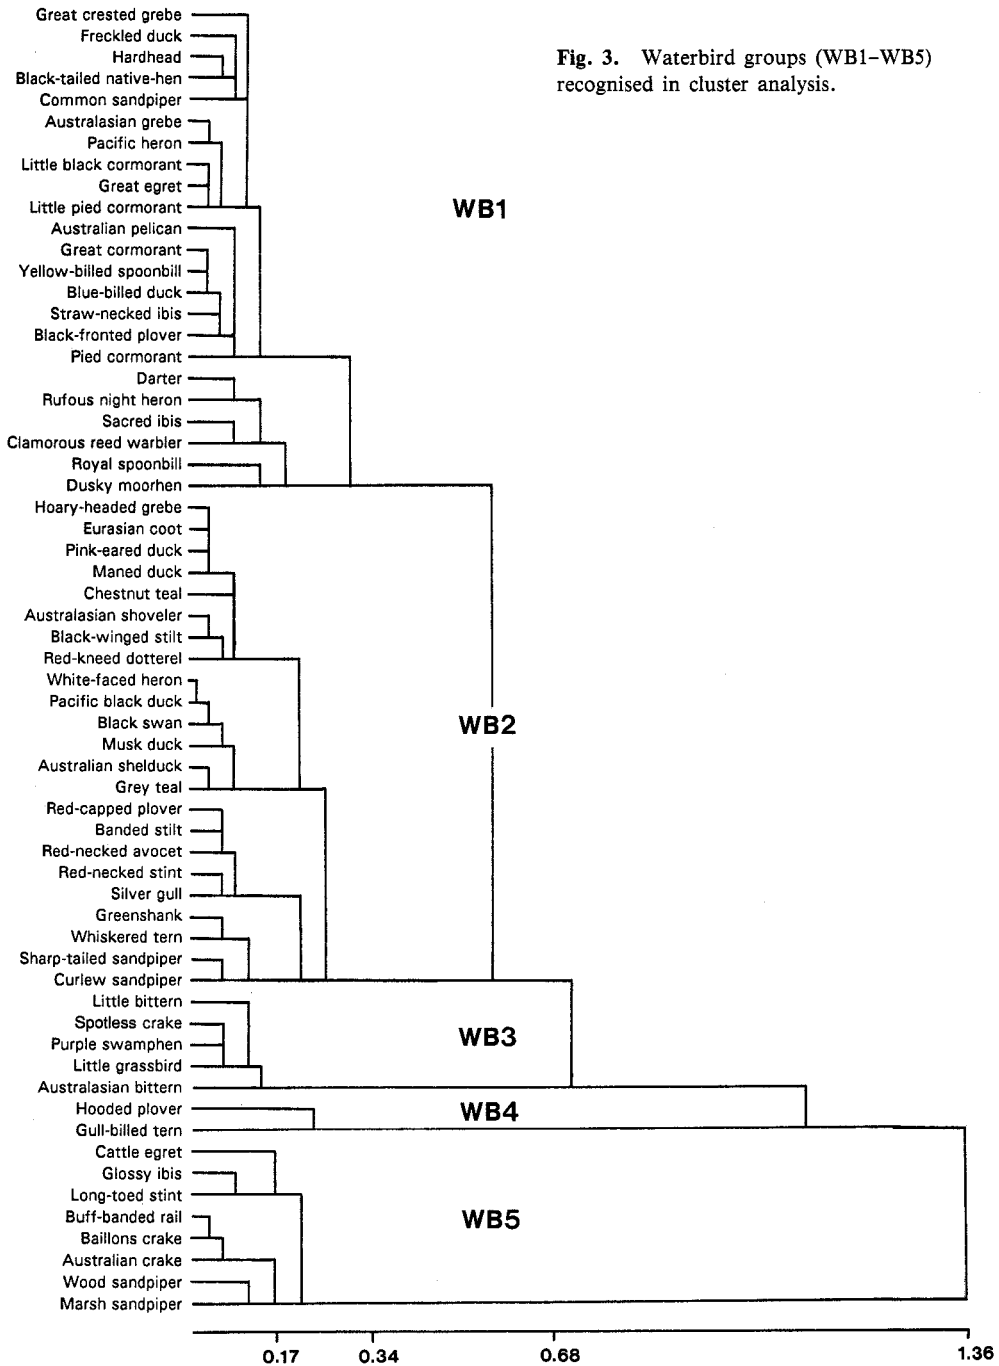 Great crested grebe
Freckled duck
Hardhead
Fig. 3. Waterbird groups (WB1–WB5)
recognised in cluster analysis.
Black-tailed native-hen
Common sandpiper
Australasian grebe
Pacific heron
Little black cormorant
Great egret
Little pied cormorant
WB1
Australian pelican
Great cormorant
Yellow-billed spoonbill
Blue-billed duck
Straw-necked ibis
Black-fronted plover
Pied cormorant
Darter
Rufous night heron
Sacred ibis
Clamorous reed warbler
Royal spoonbill
Dusky moorhen
Hoary-headed grebe
Eurasian coot
Pink-eared duck
Maned duck
Chestnut teal
Australasian shoveler
Black-winged stilt
Red-kneed dotterel
White-faced heron
Pacific black duck
Black swan
WB2
Musk duck
Australian shelduck
Grey teal
Red-capped plover
Banded stilt
Red-necked avocet
Red-necked stint
Silver gull
Greenshank
Whiskered tern
Sharp-tailed sandpiper
Curlew sandpiper
Little bittern
Spotless crake
WB3
Purple swamphen
Little grassbird
Australasian bittern
Hooded plover
WB4
Gull-billed tern
Cattle egret
Glossy ibis
Long-toed stint
Buff-banded rail
WB5
Baillons crake
Australian crake
Wood sandpiper
Marsh sandpiper
0.17 0.34 0.68 1.36